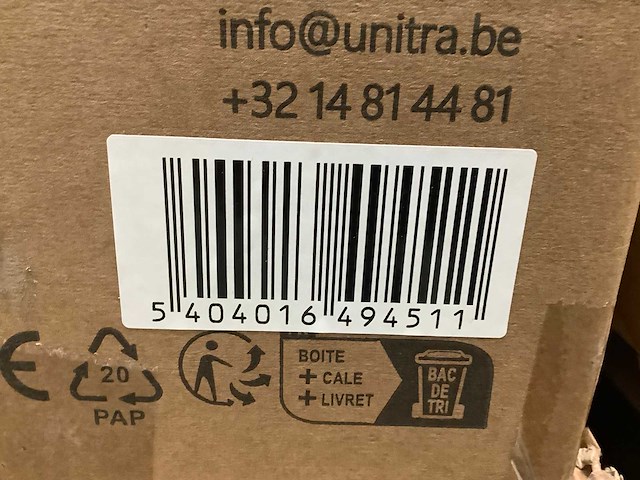 info@unitra.be
+32 14 81 44 81
5 404016 494511
CE
20
PAP
BOITE
+ CALE
+ LIVRET
BAC
DE
TRI